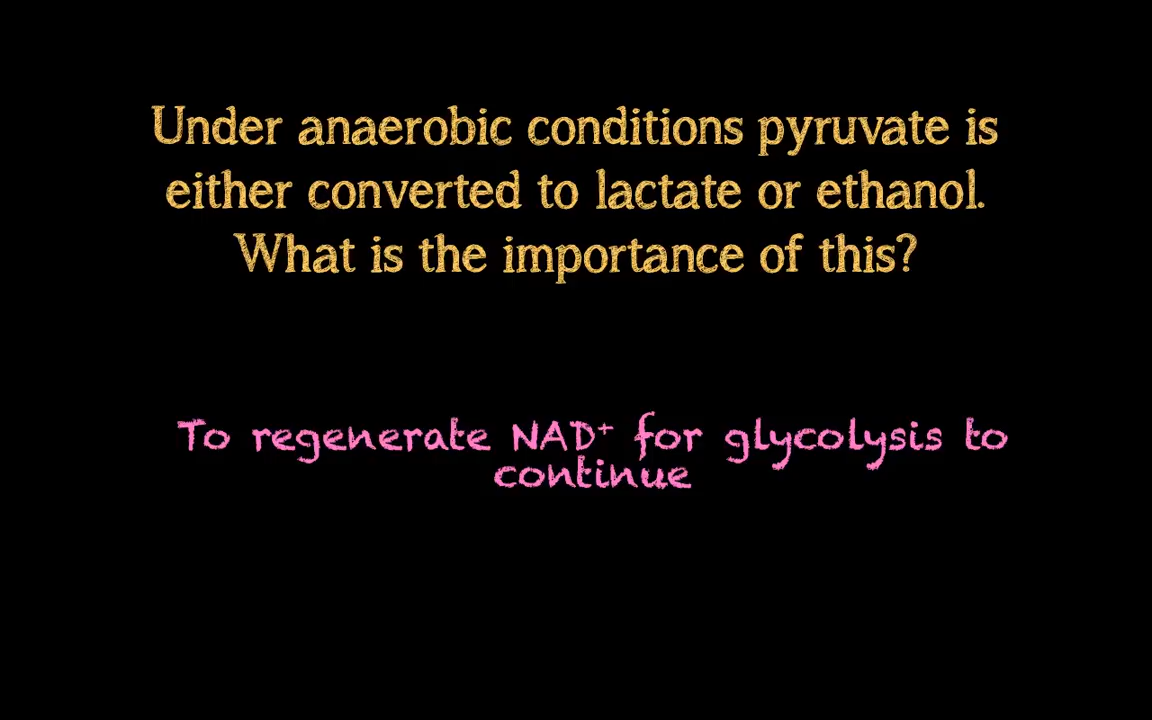 Under anaerobic conditions pyruvate is
either converted to lactate or ethanol.
What is the importance of this?
To regenerate NAD⁺ for glycolysis to
continue